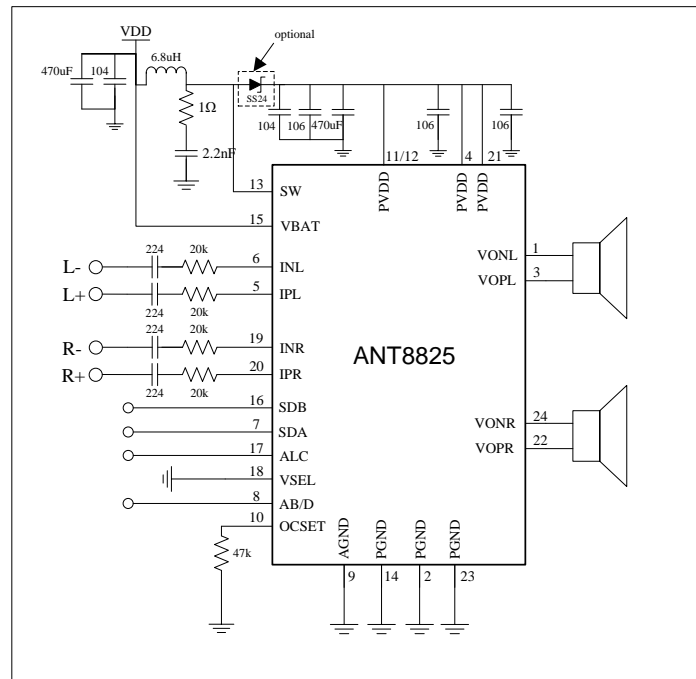 VDD
optional
6.8uH
470uF
104
SS24
1Ω
104
106
470uF
106
106
2.2nF
11/12
4
21
PVDD
PVDD
PVDD
13
SW
15
VBAT
224
20k
L-
6
INL
L+
5
IPL
224
20k
224
20k
R-
19
INR
R+
20
IPR
224
20k
16
SDB
7
SDA
17
ALC
18
VSEL
8
AB/D
10
OCSET
47k
ANT8825
VONL
1
VOPL
3
VONR
24
VOPR
22
AGND
PGND
PGND
PGND
9
14
2
23